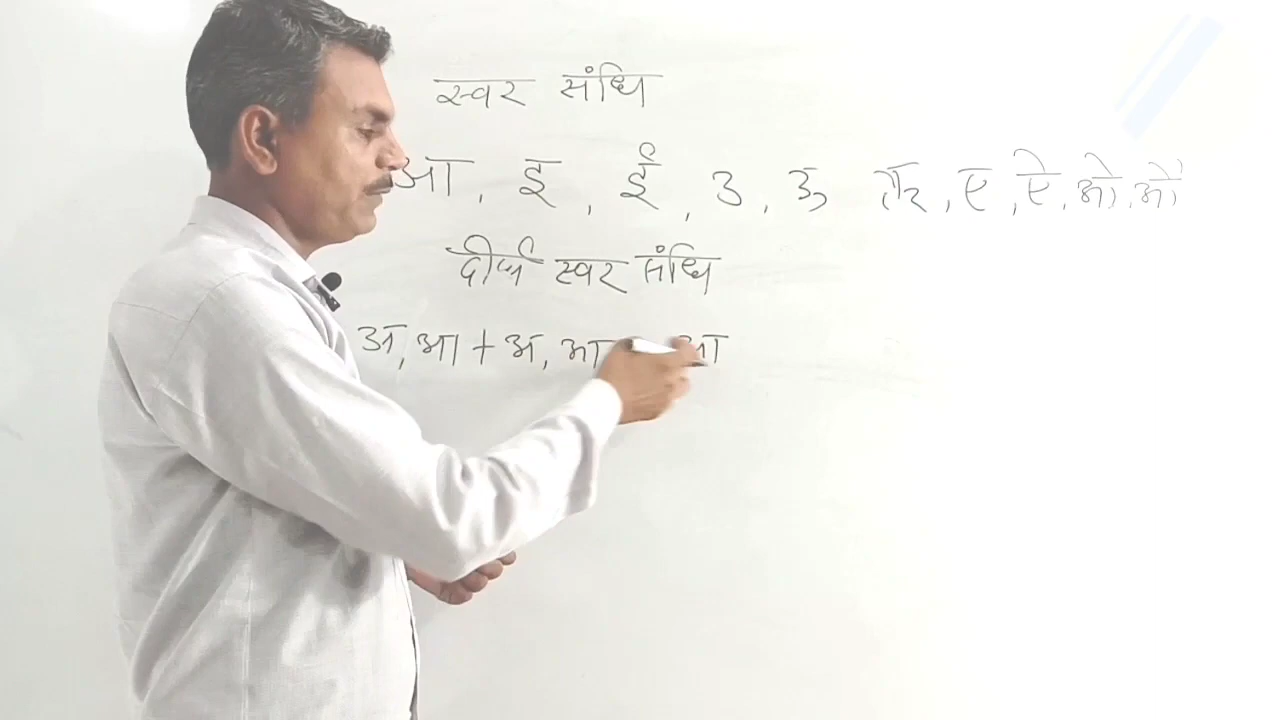 स्वर संधि
आ, इ, ई, उ, ऊ ऋ, ए, ऐ, ओ, औ
दीर्घ स्वर संधि
अ, आ + अ, आ आ